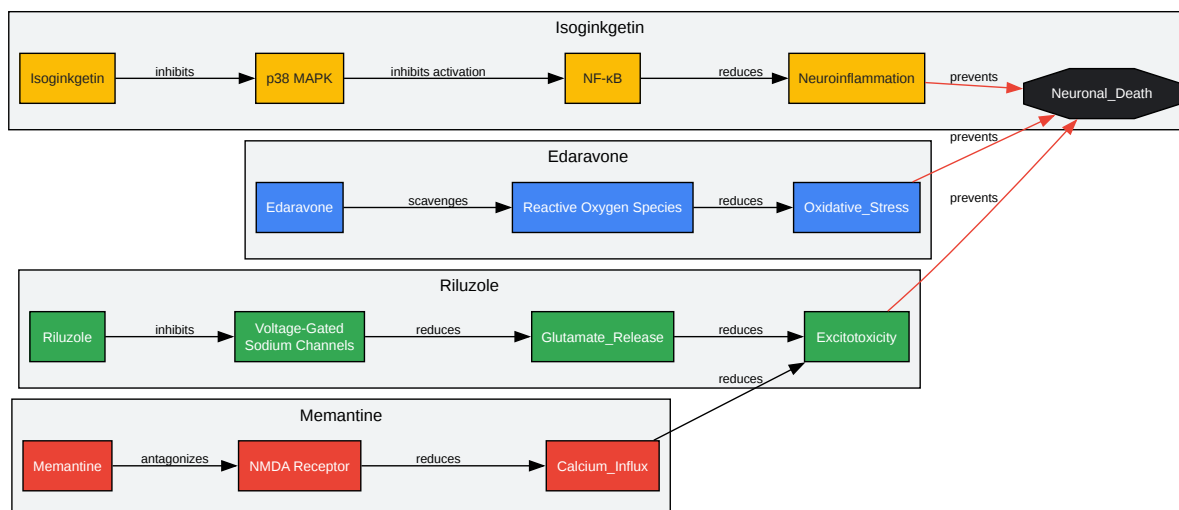 Isoginkgetin
Isoginkgetin
inhibits
p38 MAPK
inhibits activation
NF-κB
reduces
Neuroinflammation
prevents
Neuronal_Death
Edaravone
Edaravone
scavenges
Reactive Oxygen Species
reduces
Oxidative_Stress
prevents
Riluzole
Riluzole
inhibits
Voltage-Gated
Sodium Channels
reduces
Glutamate_Release
reduces
Excitotoxicity
prevents
Memantine
Memantine
antagonizes
NMDA Receptor
reduces
Calcium_Influx
reduces